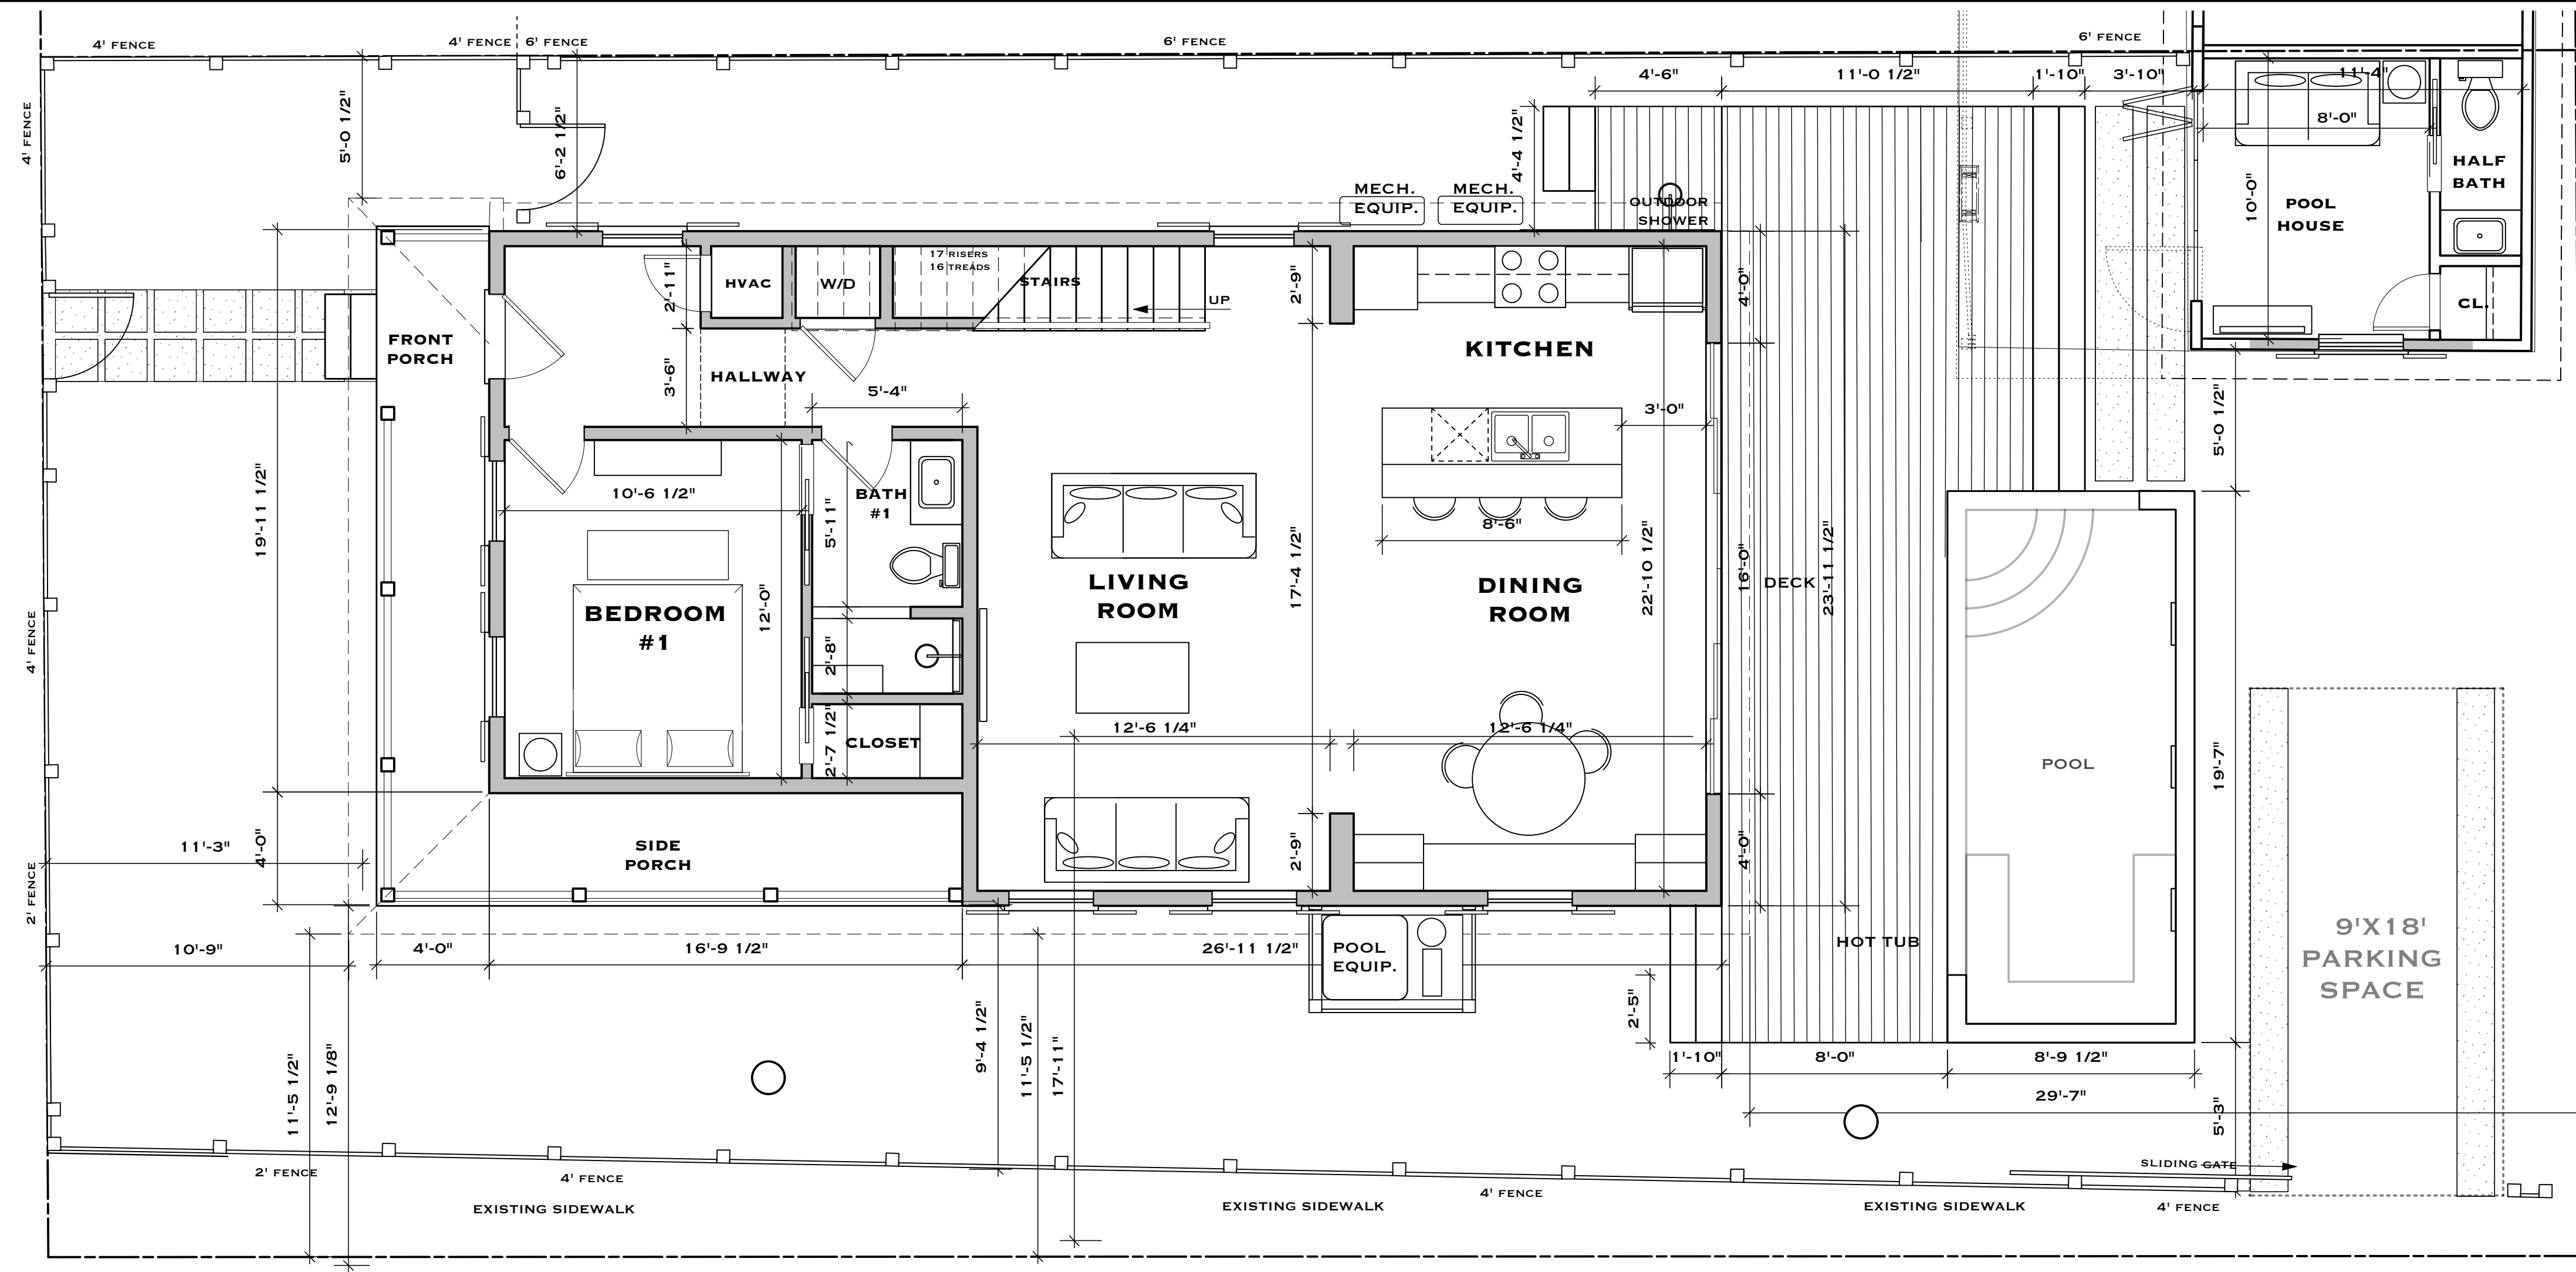 4' FENCE
4' FENCE
6' FENCE
6' FENCE
6' FENCE
4'-6"
11'-0 1/2"
1'-10"
3'-10"
11'-4"
4' FENCE
5'-0 1/2"
6'-2 1/2"
4'-4 1/2"
8'-0"
MECH.
EQUIP.
MECH.
EQUIP.
OUTDOOR
SHOWER
10'-0"
POOL
HOUSE
HALF
BATH
CL.
2'-11"
HVAC
W/D
17 RISERS
16 TREADS
STAIRS
UP
2'-9"
4'-0"
FRONT
PORCH
3'-6"
HALLWAY
5'-4"
KITCHEN
3'-0"
5'-0 1/2"
19'-11 1/2"
10'-6 1/2"
BATH
#1
5'-11"
8'-6"
17'-4 1/2"
22'-10 1/2"
16'-0"
DECK
23'-11 1/2"
LIVING
ROOM
DINING
ROOM
BEDROOM
#1
12'-0"
2'-8"
4' FENCE
2'-7 1/2"
CLOSET
12'-6 1/4"
12'-6 1/4"
POOL
19'-7"
11'-3"
4'-0"
SIDE
PORCH
2'-9"
4'-0"
2' FENCE
10'-9"
4'-0"
16'-9 1/2"
26'-11 1/2"
POOL
EQUIP.
HOT TUB
9'X18'
PARKING
SPACE
2'-5"
9'-4 1/2"
11'-5 1/2"
17'-11"
11'-5 1/2"
12'-9 1/8"
1'-10"
8'-0"
8'-9 1/2"
29'-7"
5'-3"
2' FENCE
4' FENCE
4' FENCE
SLIDING GATE
4' FENCE
EXISTING SIDEWALK
EXISTING SIDEWALK
EXISTING SIDEWALK